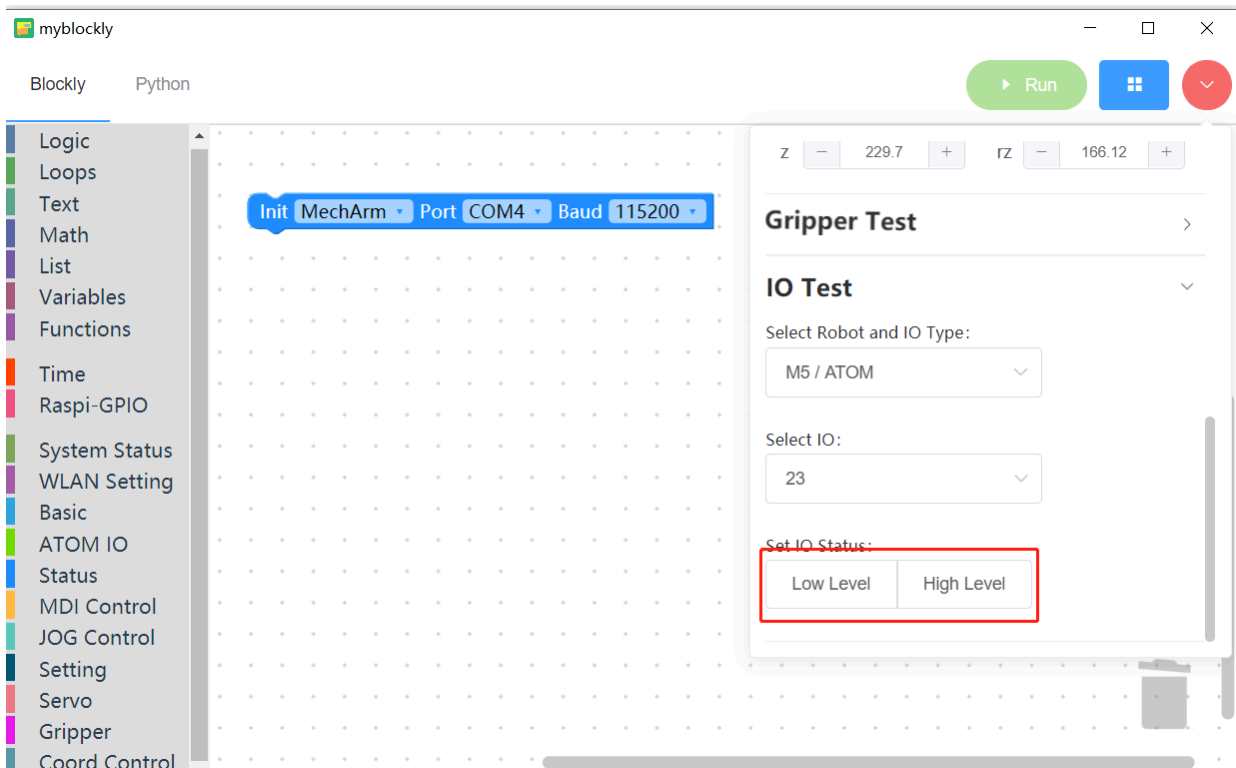 myblockly
Blockly Python Run
Logic
Loops
Text
Math
List
Variables
Functions
Time
Raspi-GPIO
System Status
WLAN Setting
Basic
ATOM IO
Status
MDI Control
JOG Control
Setting
Servo
Gripper
Coord Control
Init MechArm Port COM4 Baud 115200
z − 229.7 + rz − 166.12 +
Gripper Test
IO Test
Select Robot and IO Type:
M5 / ATOM
Select IO:
23
Set IO Status:
Low Level High Level